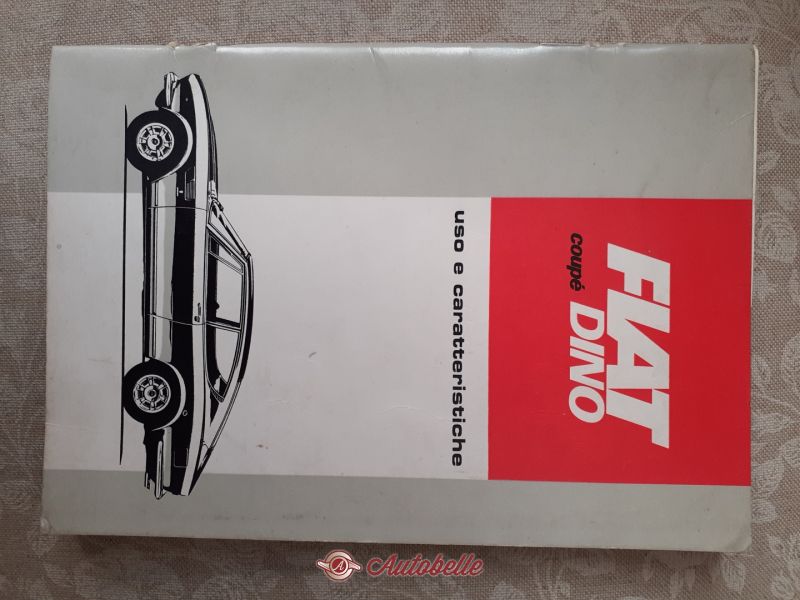 FIAT
DINO
coupé
uso e caratteristiche
A Autobelle